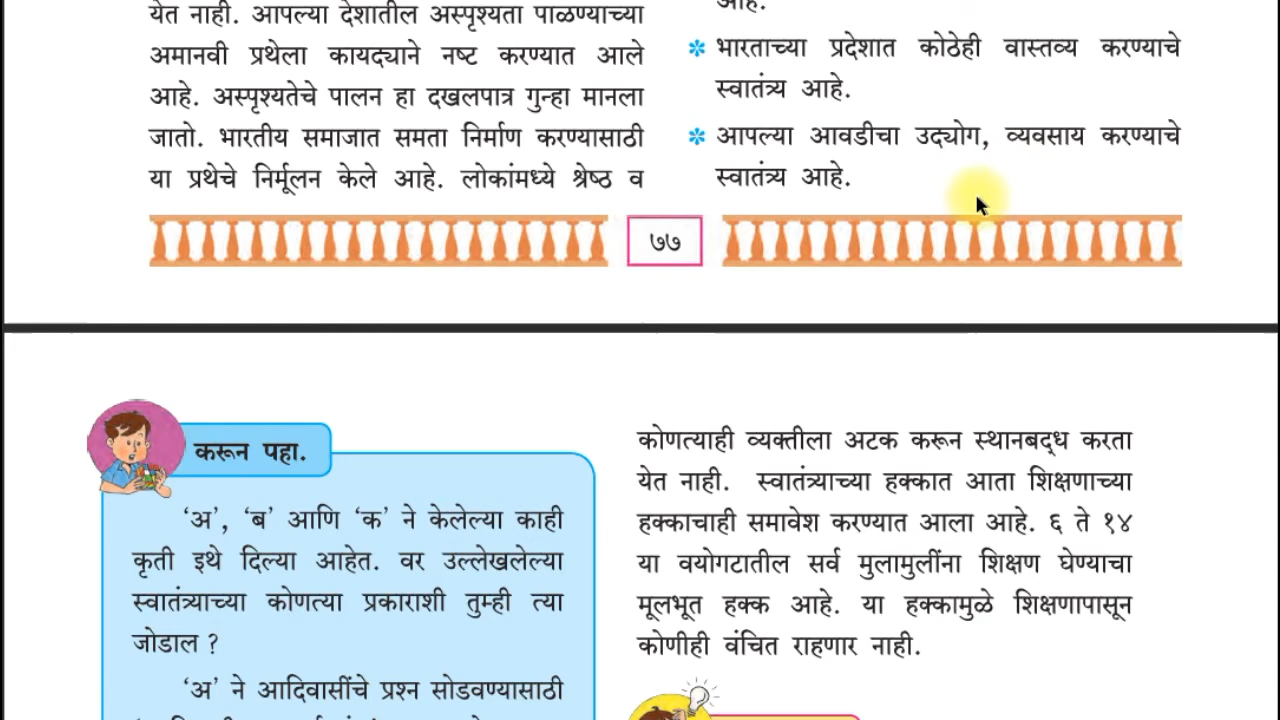 येत नाही. आपल्या देशातील अस्पृश्यता पाळण्याच्या
अमानवी प्रथेला कायद्याने नष्ट करण्यात आले
आहे. अस्पृश्यतेचे पालन हा दखलपात्र गुन्हा मानला
जातो. भारतीय समाजात समता निर्माण करण्यासाठी
या प्रथेचे निर्मूलन केले आहे. लोकांमध्ये श्रेष्ठ व
आहे.
* भारताच्या प्रदेशात कोठेही वास्तव्य करण्याचे
स्वातंत्र्य आहे.
* आपल्या आवडीचा उद्योग, व्यवसाय करण्याचे
स्वातंत्र्य आहे.
७७
करून पहा.
‘अ’, ‘ब’ आणि ‘क’ ने केलेल्या काही
कृती इथे दिल्या आहेत. वर उल्लेखलेल्या
स्वातंत्र्याच्या कोणत्या प्रकाराशी तुम्ही त्या
जोडाल ?
‘अ’ ने आदिवासींचे प्रश्न सोडवण्यासाठी
कोणत्याही व्यक्तीला अटक करून स्थानबद्ध करता
येत नाही. स्वातंत्र्याच्या हक्कात आता शिक्षणाच्या
हक्काचाही समावेश करण्यात आला आहे. ६ ते १४
या वयोगटातील सर्व मुलामुलींना शिक्षण घेण्याचा
मूलभूत हक्क आहे. या हक्कामुळे शिक्षणापासून
कोणीही वंचित राहणार नाही.